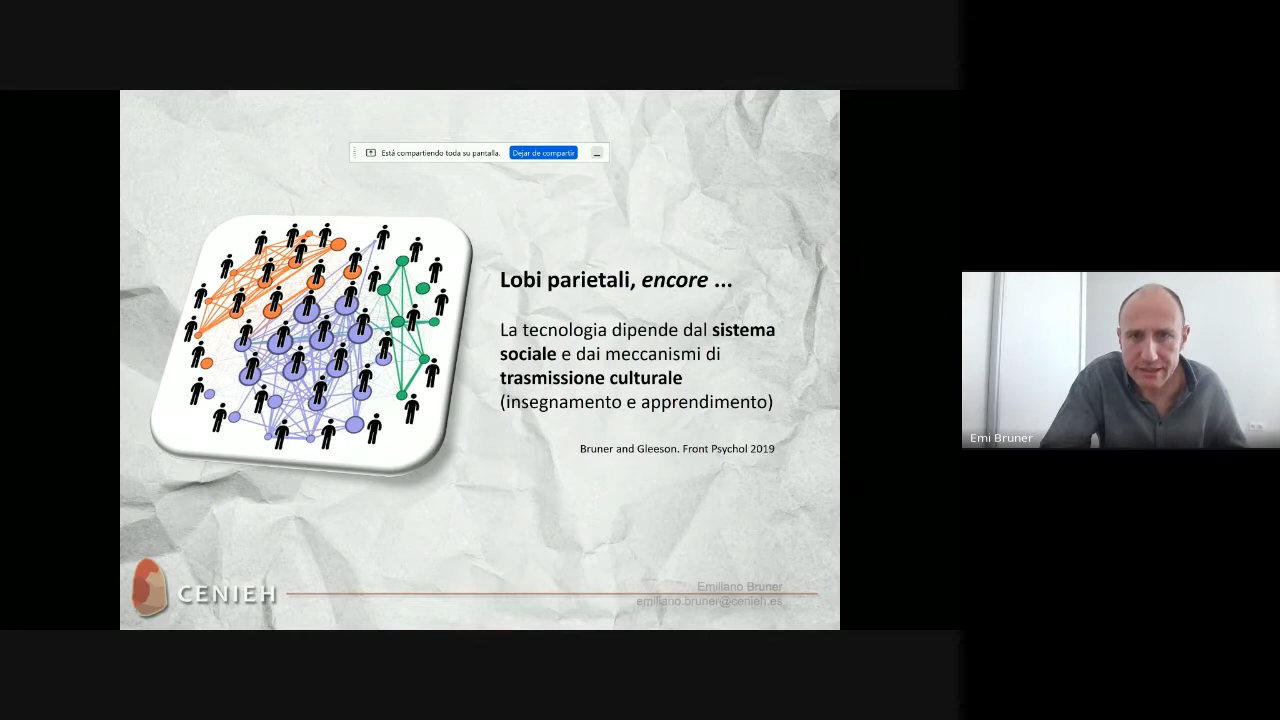 Está compartiendo toda su pantalla. Dejar de compartir
Lobi parietali, encore ...
La tecnologia dipende dal sistema
sociale e dai meccanismi di
trasmissione culturale
(insegnamento e apprendimento)
Bruner and Gleeson. Front Psychol 2019
CENIEH
Emiliano Bruner
emiliano.bruner@cenieh.es
Emi Bruner